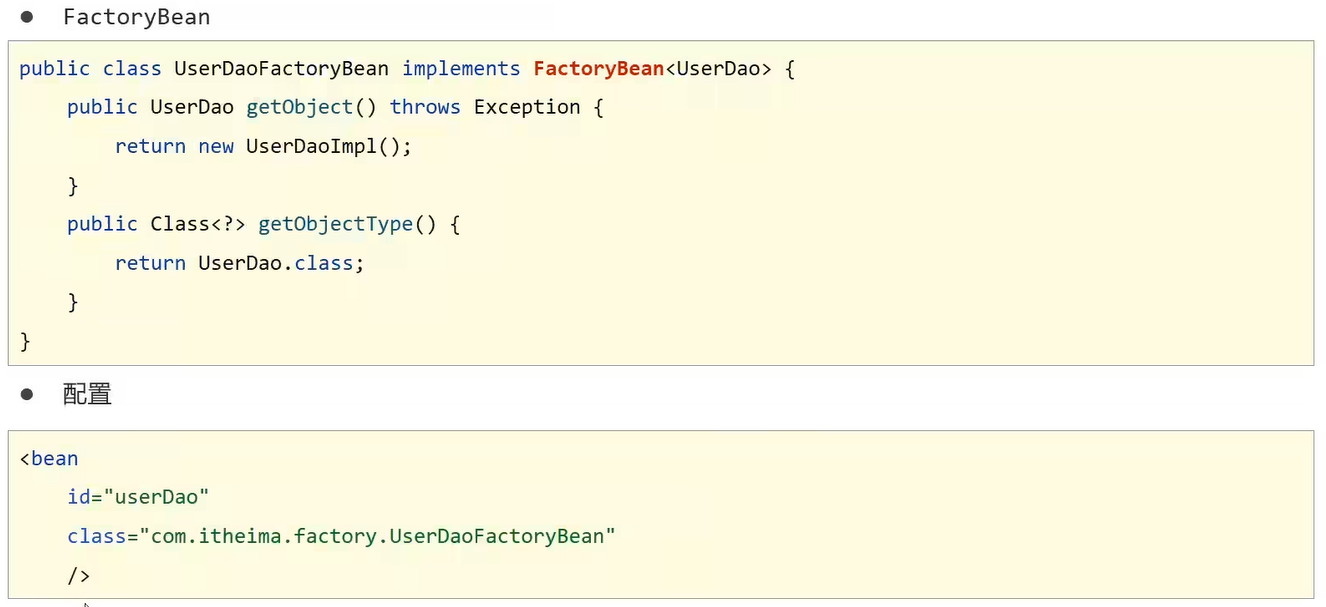 ● FactoryBean
public class UserDaoFactoryBean implements FactoryBean<UserDao> {
    public UserDao getObject() throws Exception {
        return new UserDaoImpl();
    }
    public Class<?> getObjectType() {
        return UserDao.class;
    }
}
● 配置
<bean
    id="userDao"
    class="com.itheima.factory.UserDaoFactoryBean"
    />